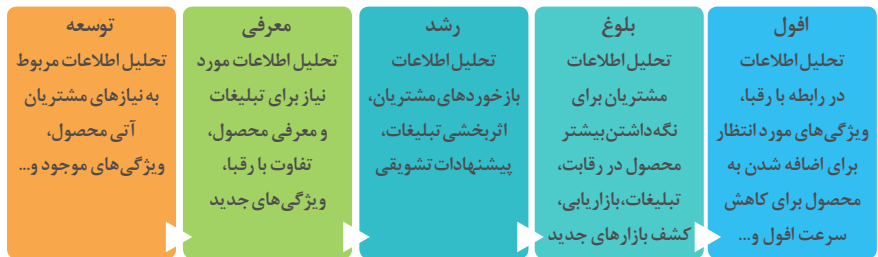 توسعه
تحلیل اطلاعات مربوط
به نیازهای مشتریان
آتی محصول،
ویژگی‌های موجود و...
معرفی
تحلیل اطلاعات مورد
نیاز برای تبلیغات
و معرفی محصول،
تفاوت با رقبا،
ویژگی‌های جدید
رشد
تحلیل اطلاعات
بازخوردهای مشتریان،
اثربخشی تبلیغات،
پیشنهادات تشویقی
بلوغ
تحلیل اطلاعات
مشتریان برای
نگه‌داشتن بیشتر
محصول در رقابت،
تبلیغات، بازاریابی،
کشف بازارهای جدید
افول
تحلیل اطلاعات
در رابطه با رقبا،
ویژگی‌های مورد انتظار
برای اضافه شدن به
محصول برای کاهش
سرعت افول و...